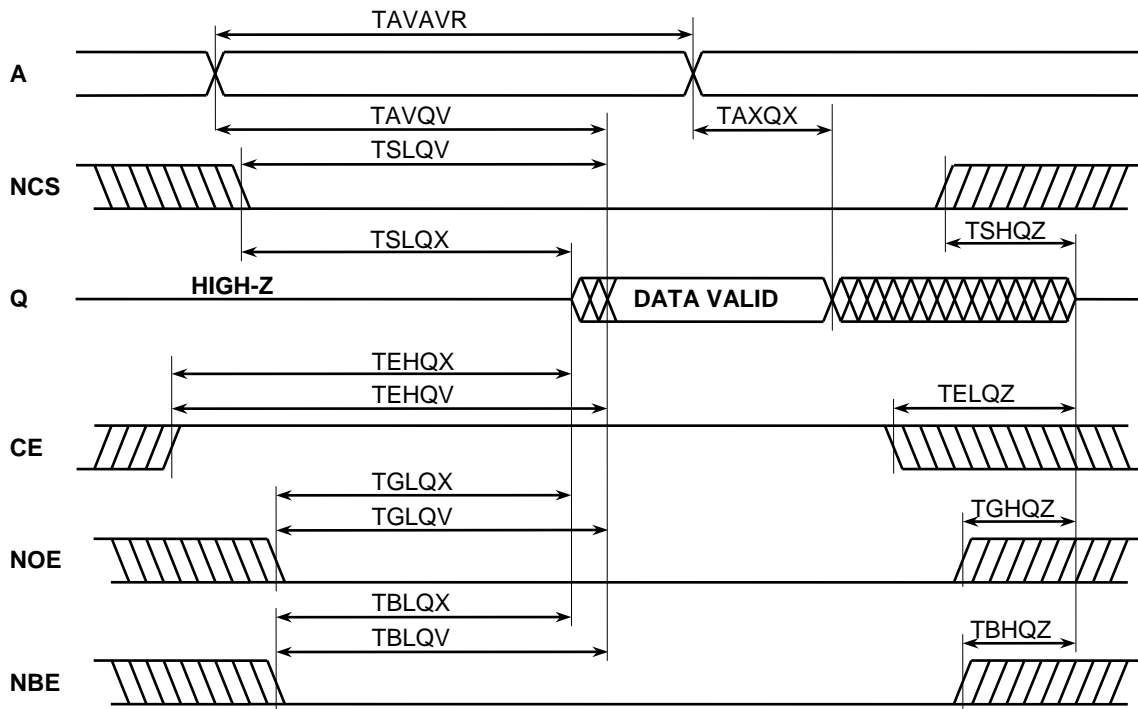 TAVAVR
A
TAVQV
TAXQX
TSLQV
NCS
TSHQZ
TSLQX
HIGH-Z
Q
DATA VALID
TEHQX
TEHQV
TELQZ
CE
TGLQX
TGLQV
TGHQZ
NOE
TBLQX
TBLQV
TBHQZ
NBE